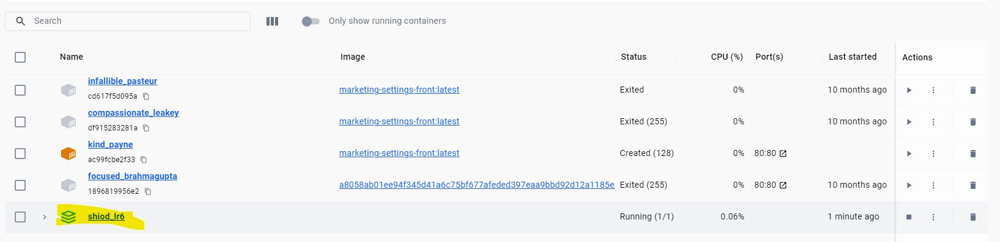 Search
Only show running containers
Name Image Status CPU (%) Port(s) Last started Actions
infallible_pasteur
cd617f5d095a
marketing-settings-front:latest Exited 0% 10 months ago
compassionate_leakey
df915283281a
marketing-settings-front:latest Exited (255) 0% 10 months ago
kind_payne
ac99fcbe2f33
marketing-settings-front:latest Created (128) 0% 80:80
focused_brahmagupta
1896819956e2
a8058ab01ee94f345d41a6c75bf677afeded397eaa9bbd92d12a1185e Exited (255) 0% 80:80 10 months ago
shiod_lr6 Running (1/1) 0.06% 1 minute ago